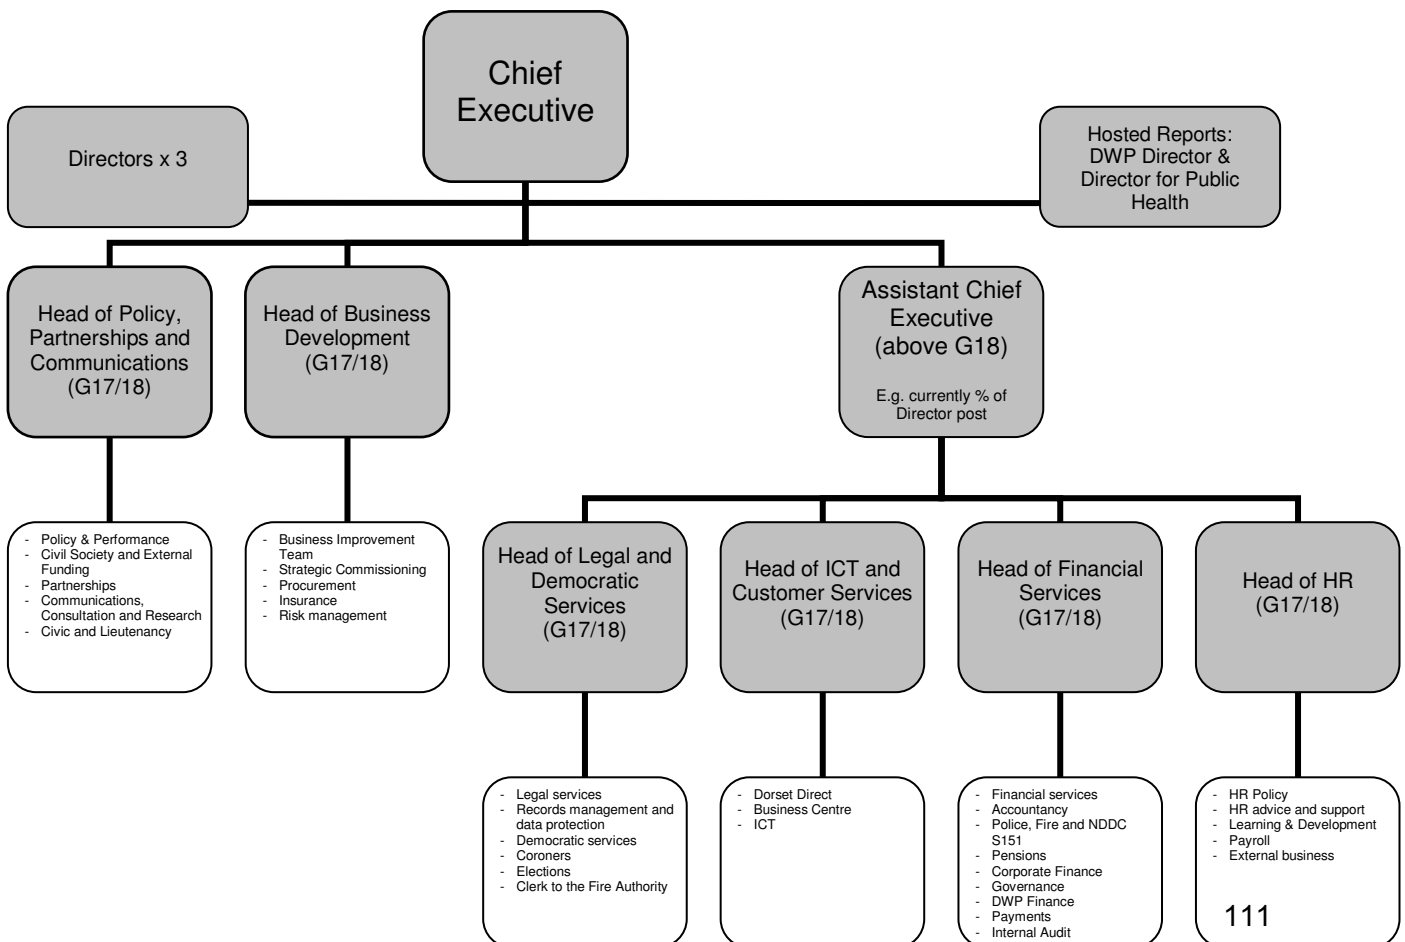 Chief
Executive
Directors x 3
Hosted Reports:
DWP Director &
Director for Public
Health
Head of Policy,
Partnerships and
Communications
(G17/18)
Head of Business
Development
(G17/18)
Assistant Chief
Executive
(above G18)
E.g. currently % of
Director post
- Policy & Performance
- Civil Society and External
Funding
- Partnerships
- Communications,
Consultation and Research
- Civic and Lieutenancy
- Business Improvement
Team
- Strategic Commissioning
- Procurement
- Insurance
- Risk management
Head of Legal and
Democratic
Services
(G17/18)
Head of ICT and
Customer Services
(G17/18)
Head of Financial
Services
(G17/18)
Head of HR
(G17/18)
- Legal services
- Records management and
data protection
- Democratic services
- Coroners
- Elections
- Clerk to the Fire Authority
- Dorset Direct
- Business Centre
- ICT
- Financial services
- Accountancy
- Police, Fire and NDDC
S151
- Pensions
- Corporate Finance
- Governance
- DWP Finance
- Payments
- Internal Audit
- HR Policy
- HR advice and support
- Learning & Development
- Payroll
- External business
111